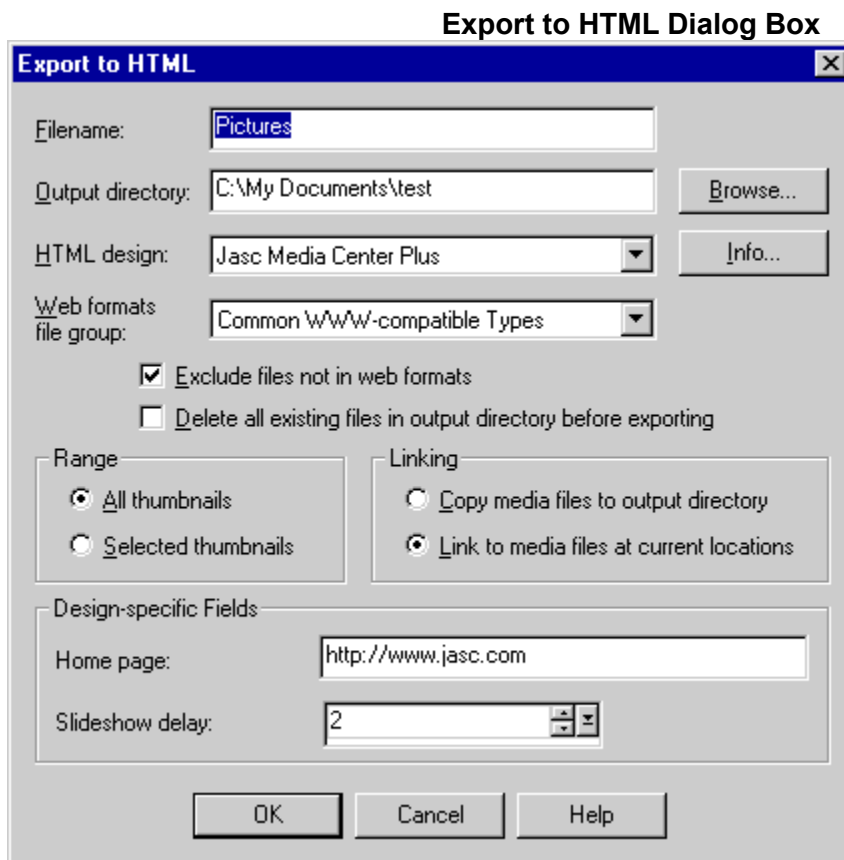 Export to HTML Dialog Box
Export to HTML
Filename:
Pictures
Output directory:
C:\My Documents\test
Browse...
HTML design:
Jasc Media Center Plus
Info...
Web formats
file group:
Common WWW-compatible Types
Exclude files not in web formats
Delete all existing files in output directory before exporting
Range
All thumbnails
Selected thumbnails
Linking
Copy media files to output directory
Link to media files at current locations
Design-specific Fields
Home page:
http://www.jasc.com
Slideshow delay:
2
OK
Cancel
Help